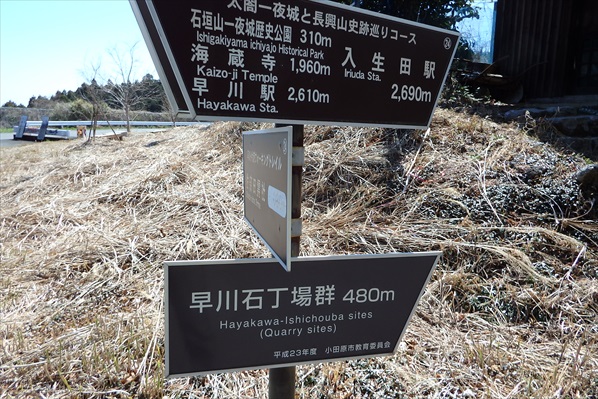 太閤一夜城と長興山史跡巡りコース
石垣山一夜城歴史公園 310m
Ishigakiyama ichiyajo Historical Park
海蔵寺 1,960m
Kaizo-ji Temple
早川駅 2,610m
Hayakawa Sta.
入生田駅
Iriuda Sta.
2,690m
早川石丁場群 480m
Hayakawa-Ishichouba sites
(Quarry sites)
平成23年度 小田原市教育委員会